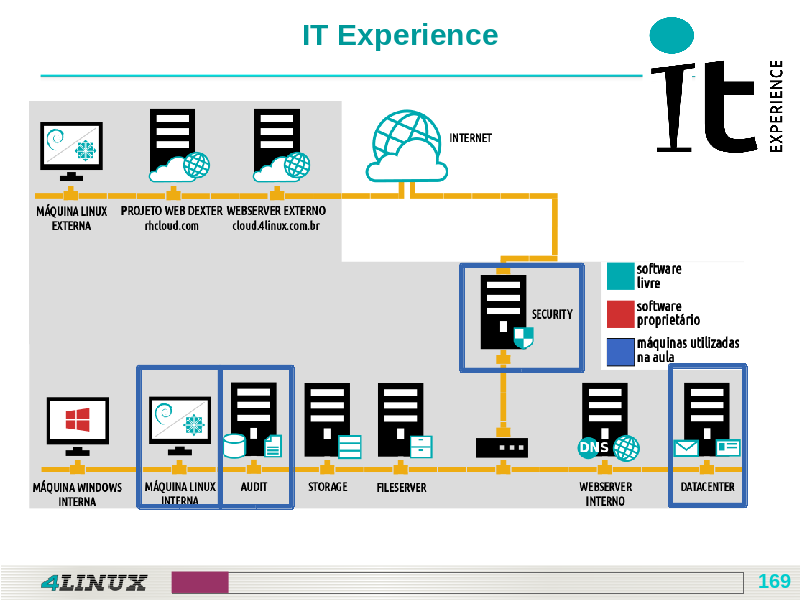 IT Experience
it
EXPERIENCE
INTERNET
MÁQUINA LINUX
EXTERNA
PROJETO WEB DEXTER
rhcloud.com
WEBSERVER EXTERNO
cloud.4linux.com.br
SECURITY
software
livre
software
proprietário
máquinas utilizadas
na aula
DNS
MÁQUINA WINDOWS
INTERNA
MÁQUINA LINUX
INTERNA
AUDIT
STORAGE
FILESERVER
WEBSERVER
INTERNO
DATACENTER
4LINUX
169